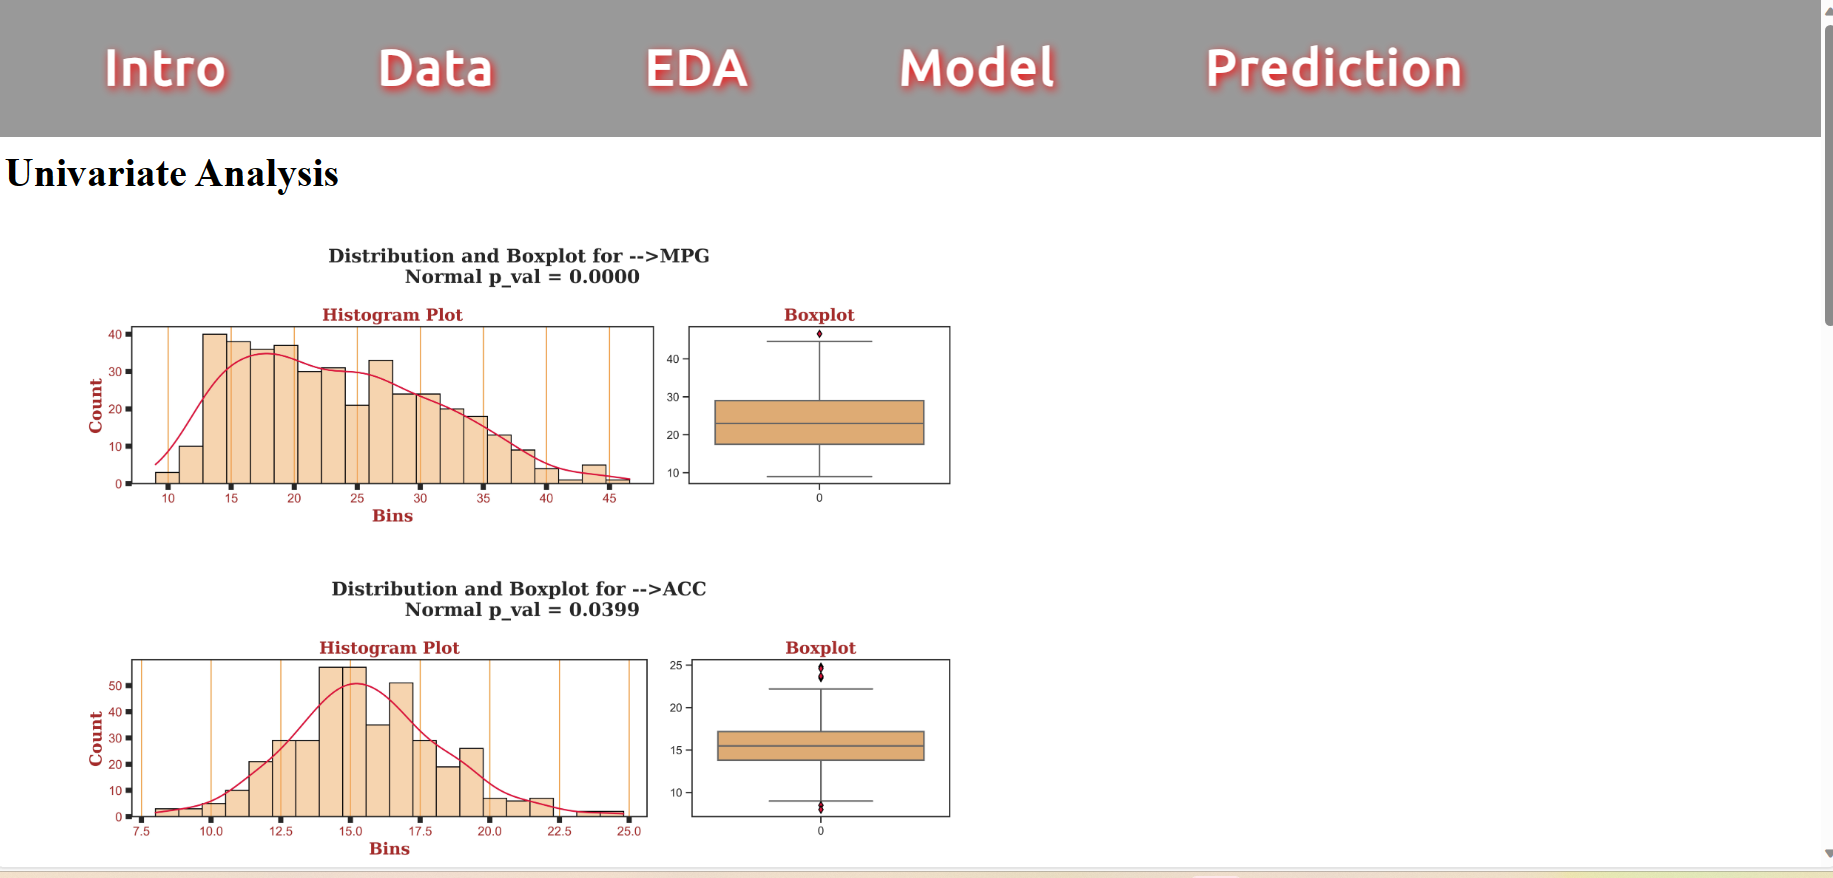 Intro Data EDA Model Prediction
Univariate Analysis
Distribution and Boxplot for -->MPG
Normal p_val = 0.0000
Histogram Plot
Boxplot
Count
40
30
20
10
0
10 15 20 25 30 35 40 45
Bins
40
30
20
10
0
Distribution and Boxplot for -->ACC
Normal p_val = 0.0399
Histogram Plot
Boxplot
Count
50
40
30
20
10
0
7.5 10.0 12.5 15.0 17.5 20.0 22.5 25.0
Bins
25
20
15
10
0